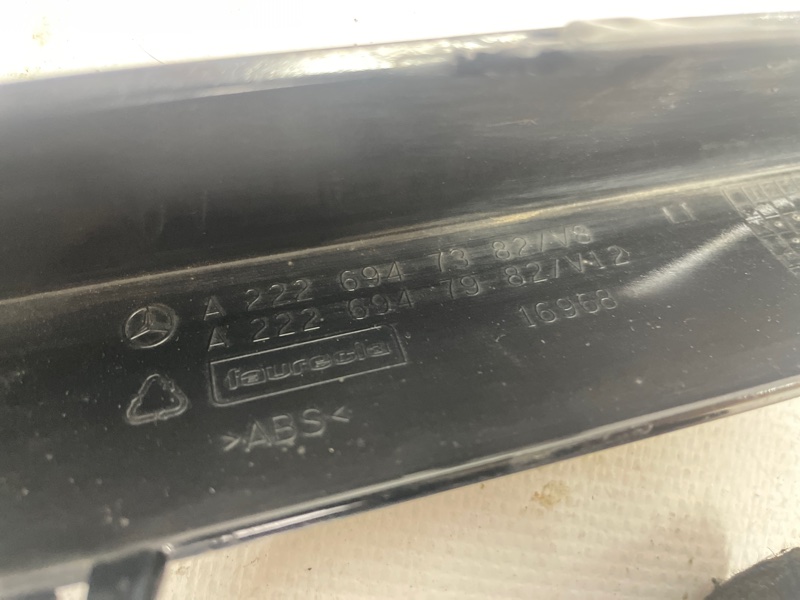 A 222 694 73 82/V8
A 222 694 79 82/V12
16968
faurecia
>ABS<